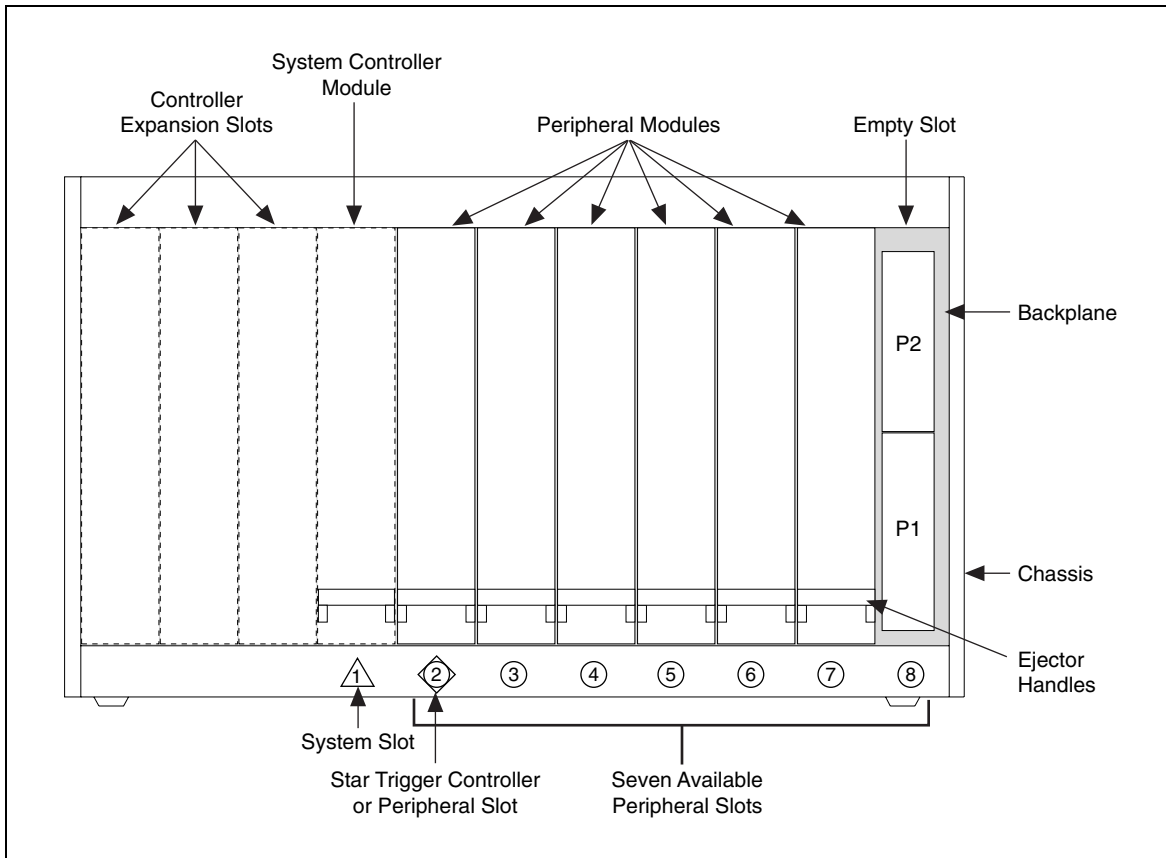 System Controller
Module
Controller
Expansion Slots
Peripheral Modules
Empty Slot
Backplane
P2
P1
Chassis
Ejector
Handles
1
2
3
4
5
6
7
8
System Slot
Star Trigger Controller
or Peripheral Slot
Seven Available
Peripheral Slots